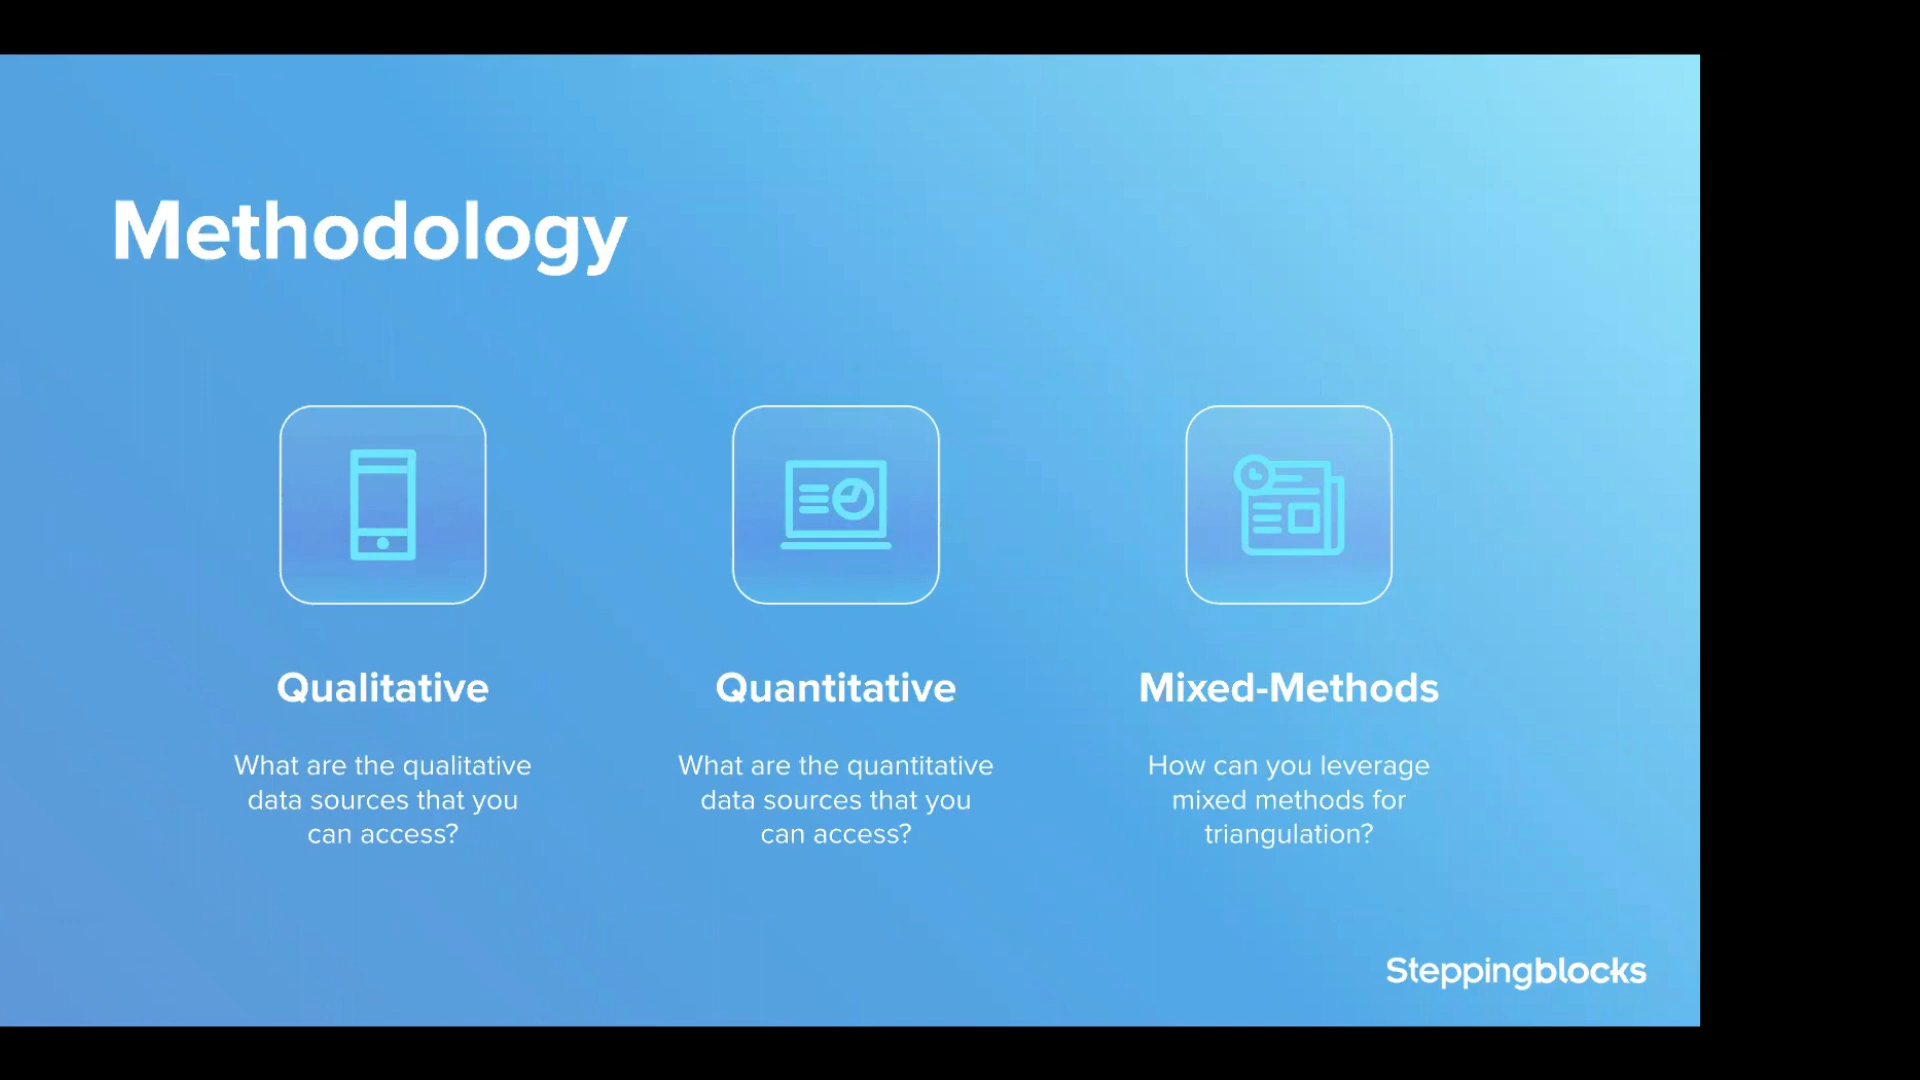 Methodology
Qualitative
What are the qualitative
data sources that you
can access?
Quantitative
What are the quantitative
data sources that you
can access?
Mixed-Methods
How can you leverage
mixed methods for
triangulation?
Steppingblocks